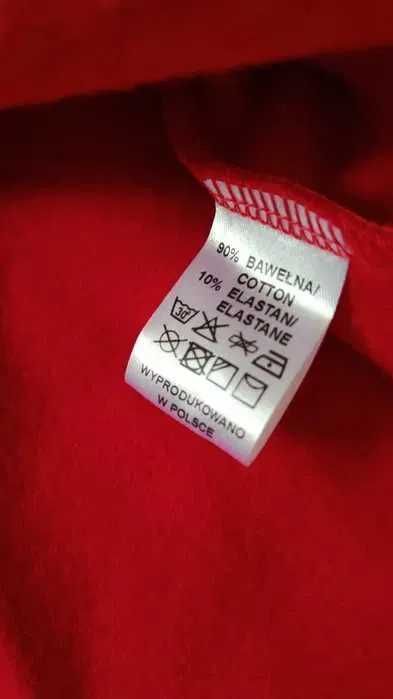 90% BAWEŁNA/
COTTON
10% ELASTAN/
ELASTANE
30
WYPRODUKOWANO
W POLSCE